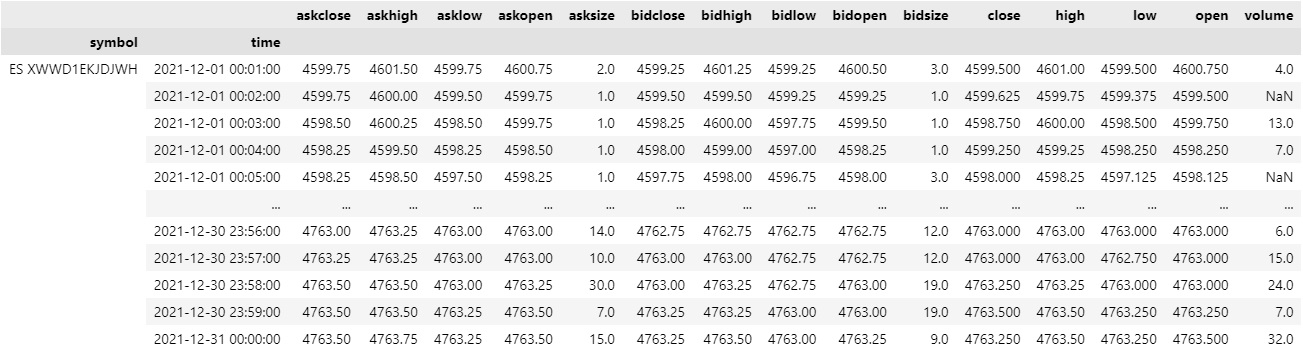 askclose askhigh asklow askopen asksize bidclose bidhigh bidlow bidopen bidsize close high low open volume
symbol time
ES XWWD1EKJDJWH 2021-12-01 00:01:00 4599.75 4601.50 4599.75 4600.75 2.0 4599.25 4601.25 4599.25 4600.50 3.0 4599.500 4601.00 4599.500 4600.750 4.0
2021-12-01 00:02:00 4599.75 4600.00 4599.50 4599.75 1.0 4599.50 4599.50 4599.25 4599.25 1.0 4599.625 4599.75 4599.375 4599.500 NaN
2021-12-01 00:03:00 4598.50 4600.25 4598.50 4599.75 1.0 4598.25 4600.00 4597.75 4599.50 1.0 4598.750 4600.00 4598.500 4599.750 13.0
2021-12-01 00:04:00 4598.25 4599.50 4598.25 4598.50 1.0 4598.00 4599.00 4597.00 4598.25 1.0 4599.250 4599.25 4598.250 4598.250 7.0
2021-12-01 00:05:00 4598.25 4598.50 4597.50 4598.25 1.0 4597.75 4598.00 4596.75 4598.00 3.0 4598.000 4598.25 4597.125 4598.125 NaN
... ... ... ... ... ... ... ... ... ... ... ... ... ... ... ...
2021-12-30 23:56:00 4763.00 4763.25 4763.00 4763.00 14.0 4762.75 4762.75 4762.75 4762.75 12.0 4763.000 4763.00 4763.000 4763.000 6.0
2021-12-30 23:57:00 4763.25 4763.25 4763.00 4763.00 10.0 4763.00 4763.00 4762.75 4762.75 12.0 4763.000 4763.00 4762.750 4763.000 15.0
2021-12-30 23:58:00 4763.50 4763.50 4763.00 4763.25 30.0 4763.00 4763.25 4762.75 4763.00 19.0 4763.250 4763.25 4763.000 4763.000 24.0
2021-12-30 23:59:00 4763.50 4763.50 4763.25 4763.50 7.0 4763.25 4763.25 4763.00 4763.00 19.0 4763.500 4763.50 4763.250 4763.250 7.0
2021-12-31 00:00:00 4763.50 4763.75 4763.25 4763.50 15.0 4763.25 4763.50 4763.00 4763.25 9.0 4763.250 4763.50 4763.250 4763.500 32.0